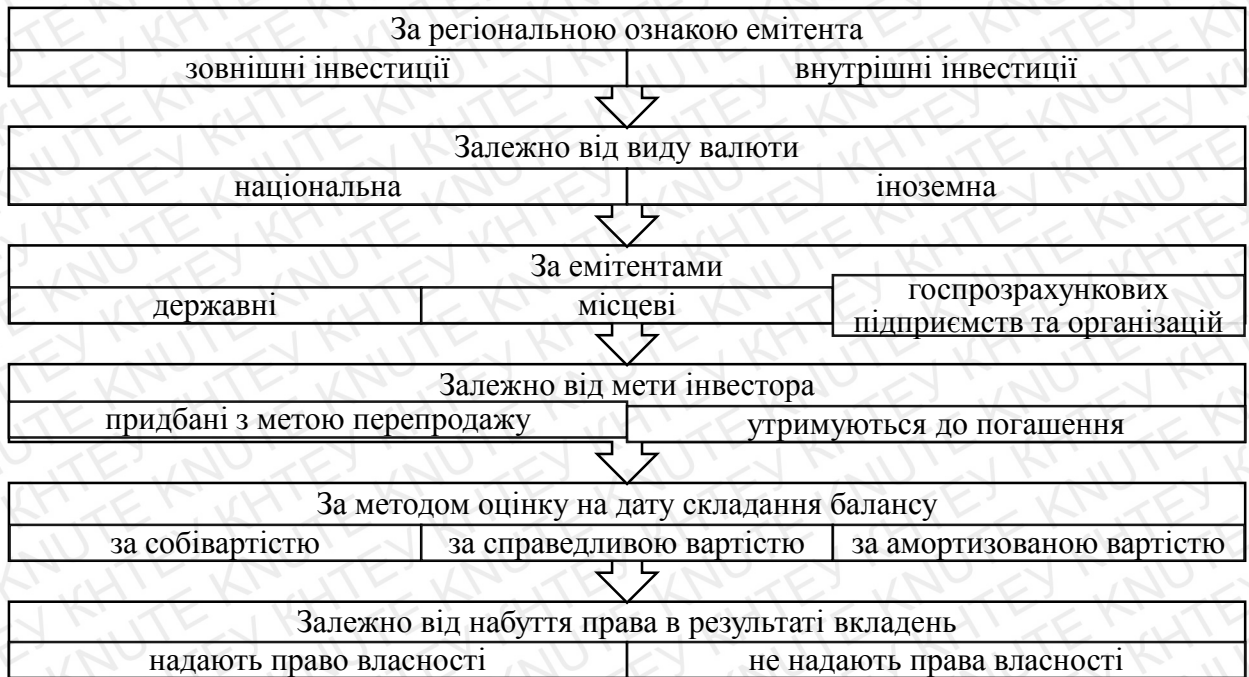 За регіональною ознакою емітента
зовнішні інвестиції внутрішні інвестиції
Залежно від виду валюти
національна іноземна
За емітентами
державні місцеві госпрозрахункових
підприємств та організацій
Залежно від мети інвестора
придбані з метою перепродажу утримуються до погашення
За методом оцінку на дату складання балансу
за собівартістю за справедливою вартістю за амортизованою вартістю
Залежно від набуття права в результаті вкладень
надають право власності не надають права власності